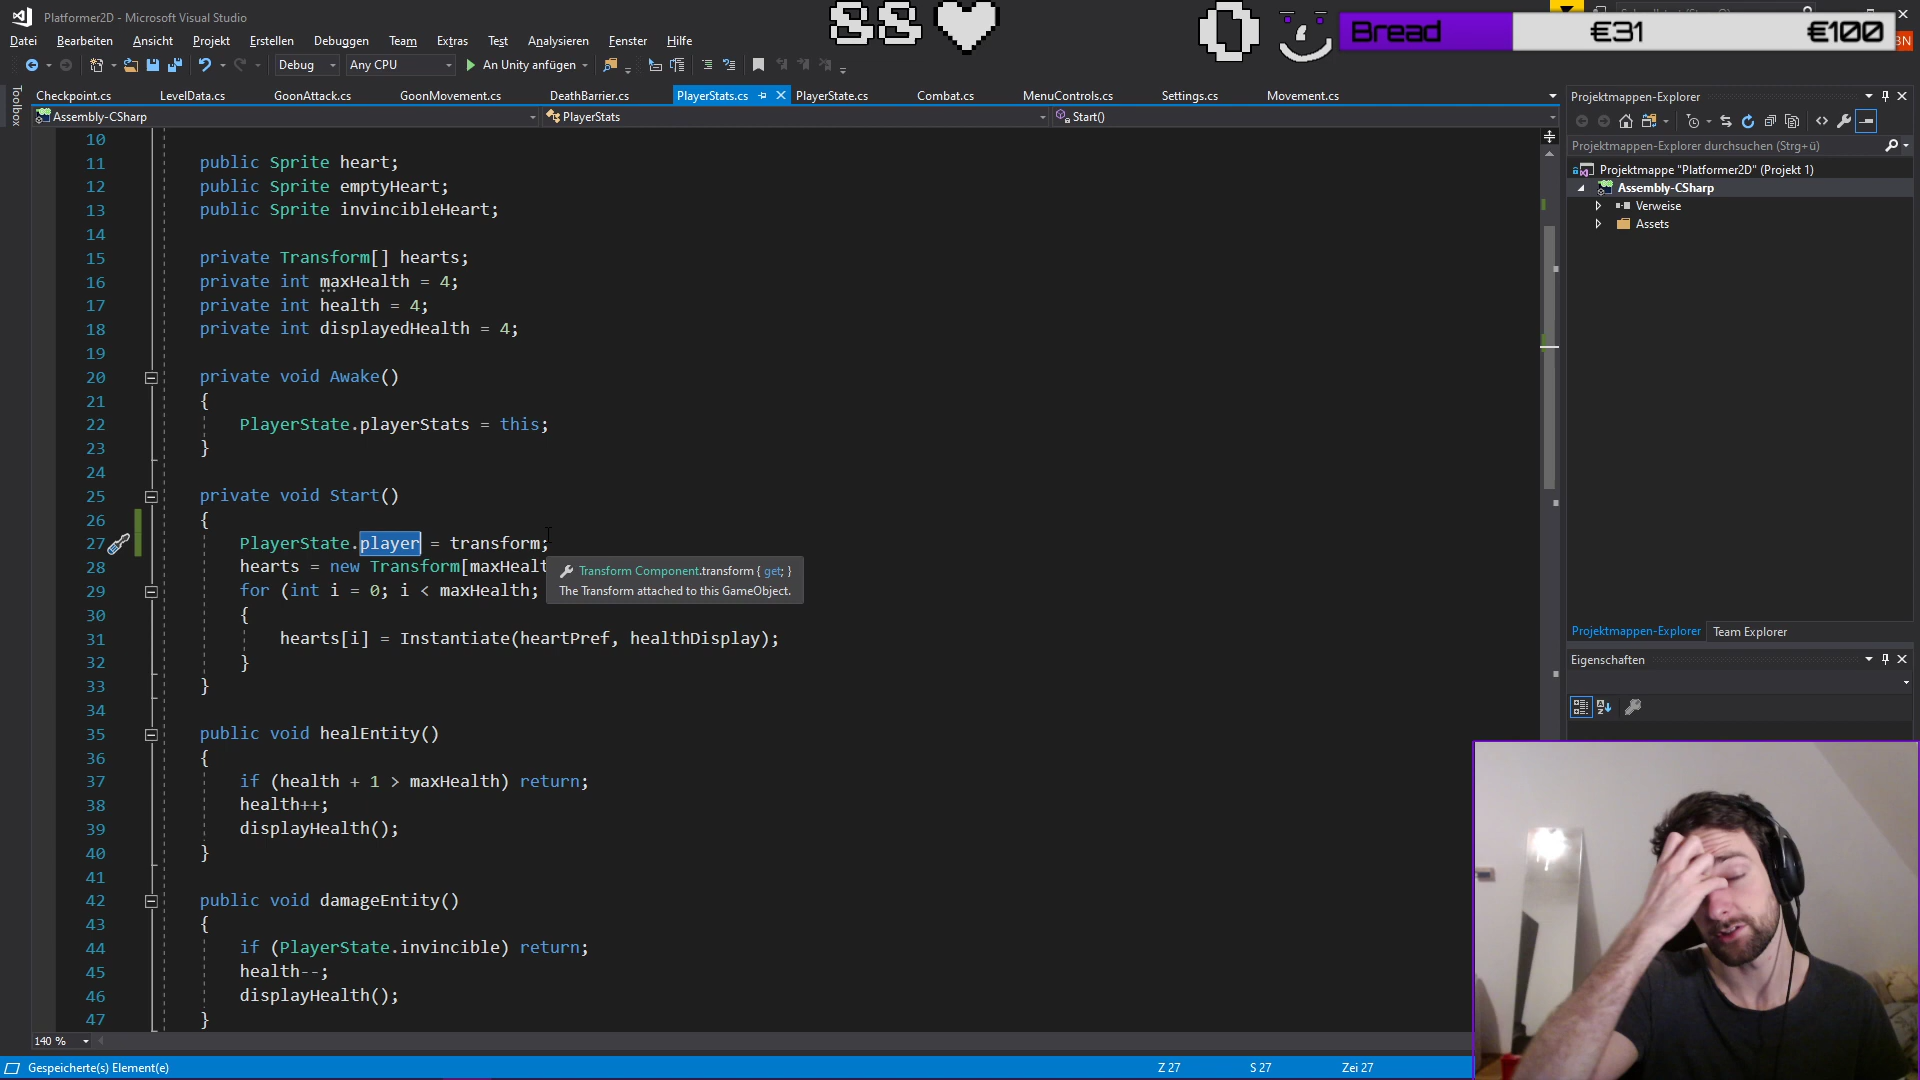 Platformer2D - Microsoft Visual Studio
88
0
Bread €31 €100
Datei Bearbeiten Ansicht Projekt Erstellen Debuggen Team Extras Test Analysieren Fenster Hilfe
Debug Any CPU An Unity anfügen
Toolbox
Checkpoint.cs LevelData.cs GoonAttack.cs GoonMovement.cs DeathBarrier.cs PlayerStats.cs PlayerState.cs Combat.cs MenuControls.cs Settings.cs Movement.cs
Assembly-CSharp PlayerStats Start()
10
11 public Sprite heart;
12 public Sprite emptyHeart;
13 public Sprite invincibleHeart;
14
15 private Transform[] hearts;
16 private int maxHealth = 4;
17 private int health = 4;
18 private int displayedHealth = 4;
19
20 private void Awake()
21 {
22 PlayerState.playerStats = this;
23 }
24
25 private void Start()
26 {
27 PlayerState.player = transform;
28 hearts = new Transform[maxHealt
29 for (int i = 0; i < maxHealth;
30 {
31 hearts[i] = Instantiate(heartPref, healthDisplay);
32 }
33 }
34
35 public void healEntity()
36 {
37 if (health + 1 > maxHealth) return;
38 health++;
39 displayHealth();
40 }
41
42 public void damageEntity()
43 {
44 if (PlayerState.invincible) return;
45 health--;
46 displayHealth();
47 }
Transform Component.transform { get; }
The Transform attached to this GameObject.
140 %
Gespeicherte(s) Element(e) Z 27 S 27 Zei 27
Projektmappen-Explorer
Projektmappen-Explorer durchsuchen (Strg+ü)
Projektmappe "Platformer2D" (Projekt 1)
Assembly-CSharp
Verweise
Assets
Projektmappen-Explorer Team Explorer
Eigenschaften